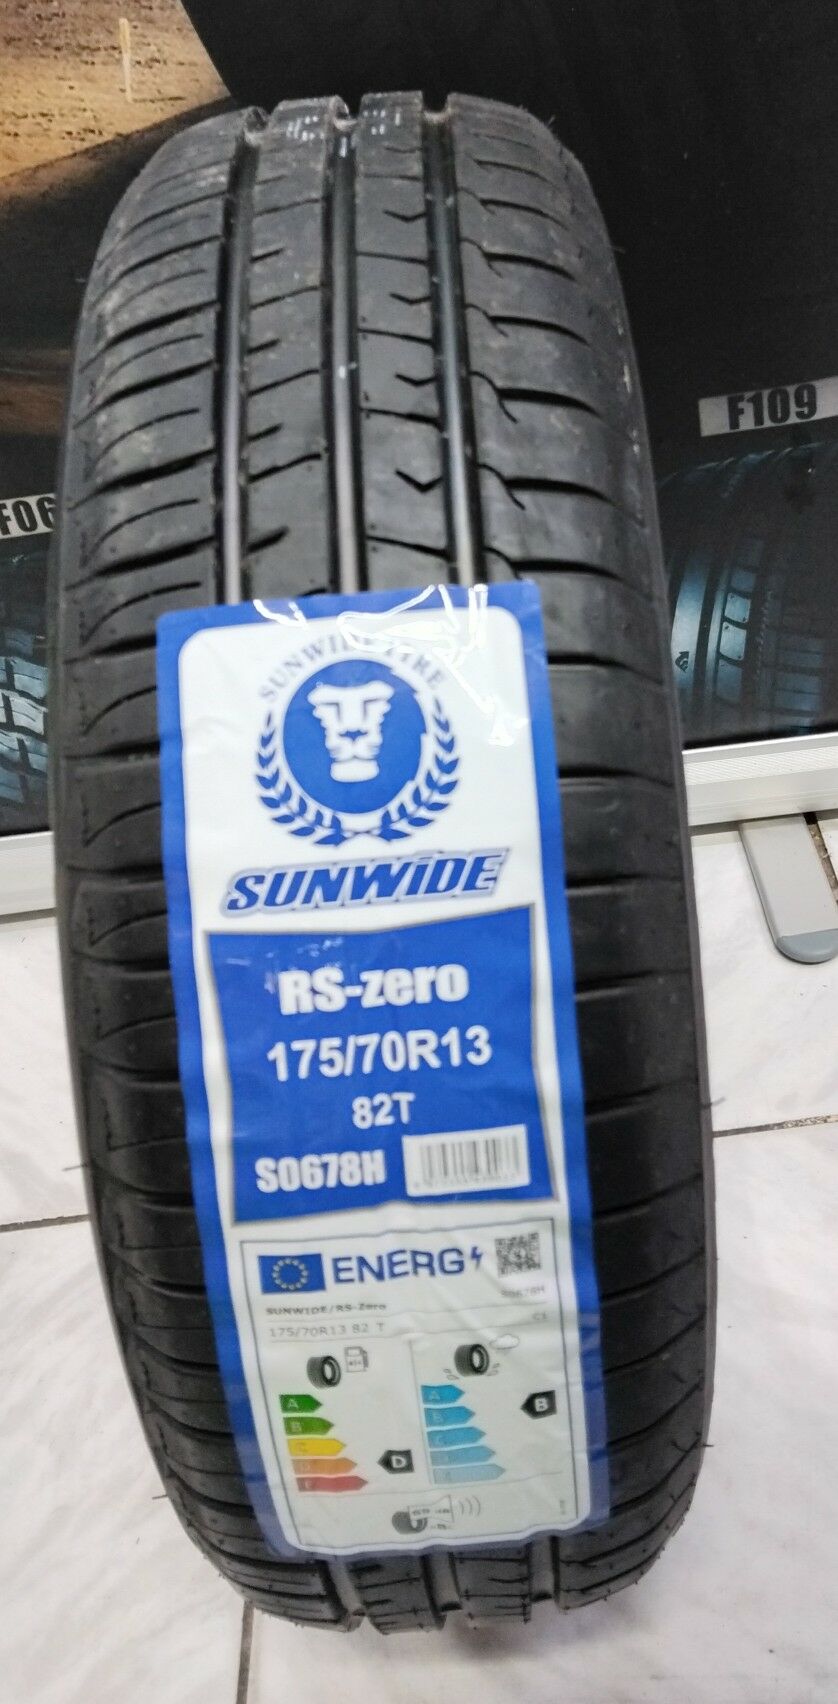 F109
F06
SUNWIDE TYRE
SUNWiDE
RS-zero
175/70R13
82T
S0678H
ENERG
S0678H
SUNWIDE/RS-Zero
175/70R13 82 T
C1
A
A
B
B
B
C
C
D
D
E